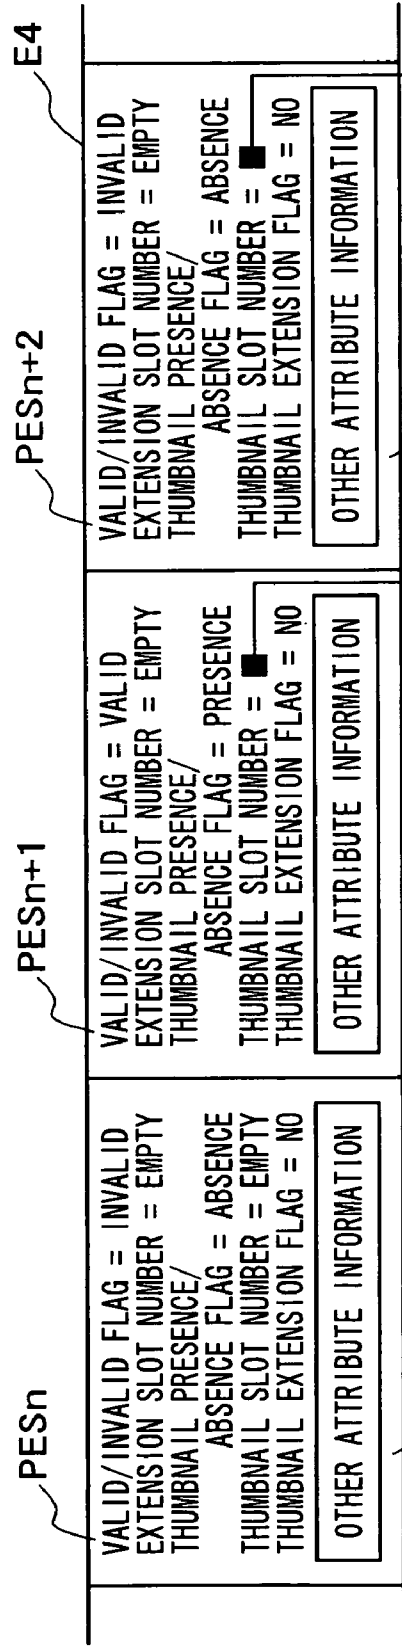 PESn
VALID/INVALID FLAG = INVALID
EXTENSION SLOT NUMBER = EMPTY
THUMBNAIL PRESENCE/
ABSENCE FLAG = ABSENCE
THUMBNAIL SLOT NUMBER = EMPTY
THUMBNAIL EXTENSION FLAG = NO
OTHER ATTRIBUTE INFORMATION
PESn+1
VALID/INVALID FLAG = VALID
EXTENSION SLOT NUMBER = EMPTY
THUMBNAIL PRESENCE/
ABSENCE FLAG = PRESENCE
THUMBNAIL SLOT NUMBER = ■
THUMBNAIL EXTENSION FLAG = NO
OTHER ATTRIBUTE INFORMATION
PESn+2
VALID/INVALID FLAG = INVALID
EXTENSION SLOT NUMBER = EMPTY
THUMBNAIL PRESENCE/
ABSENCE FLAG = ABSENCE
THUMBNAIL SLOT NUMBER = ■
THUMBNAIL EXTENSION FLAG = NO
OTHER ATTRIBUTE INFORMATION
E4